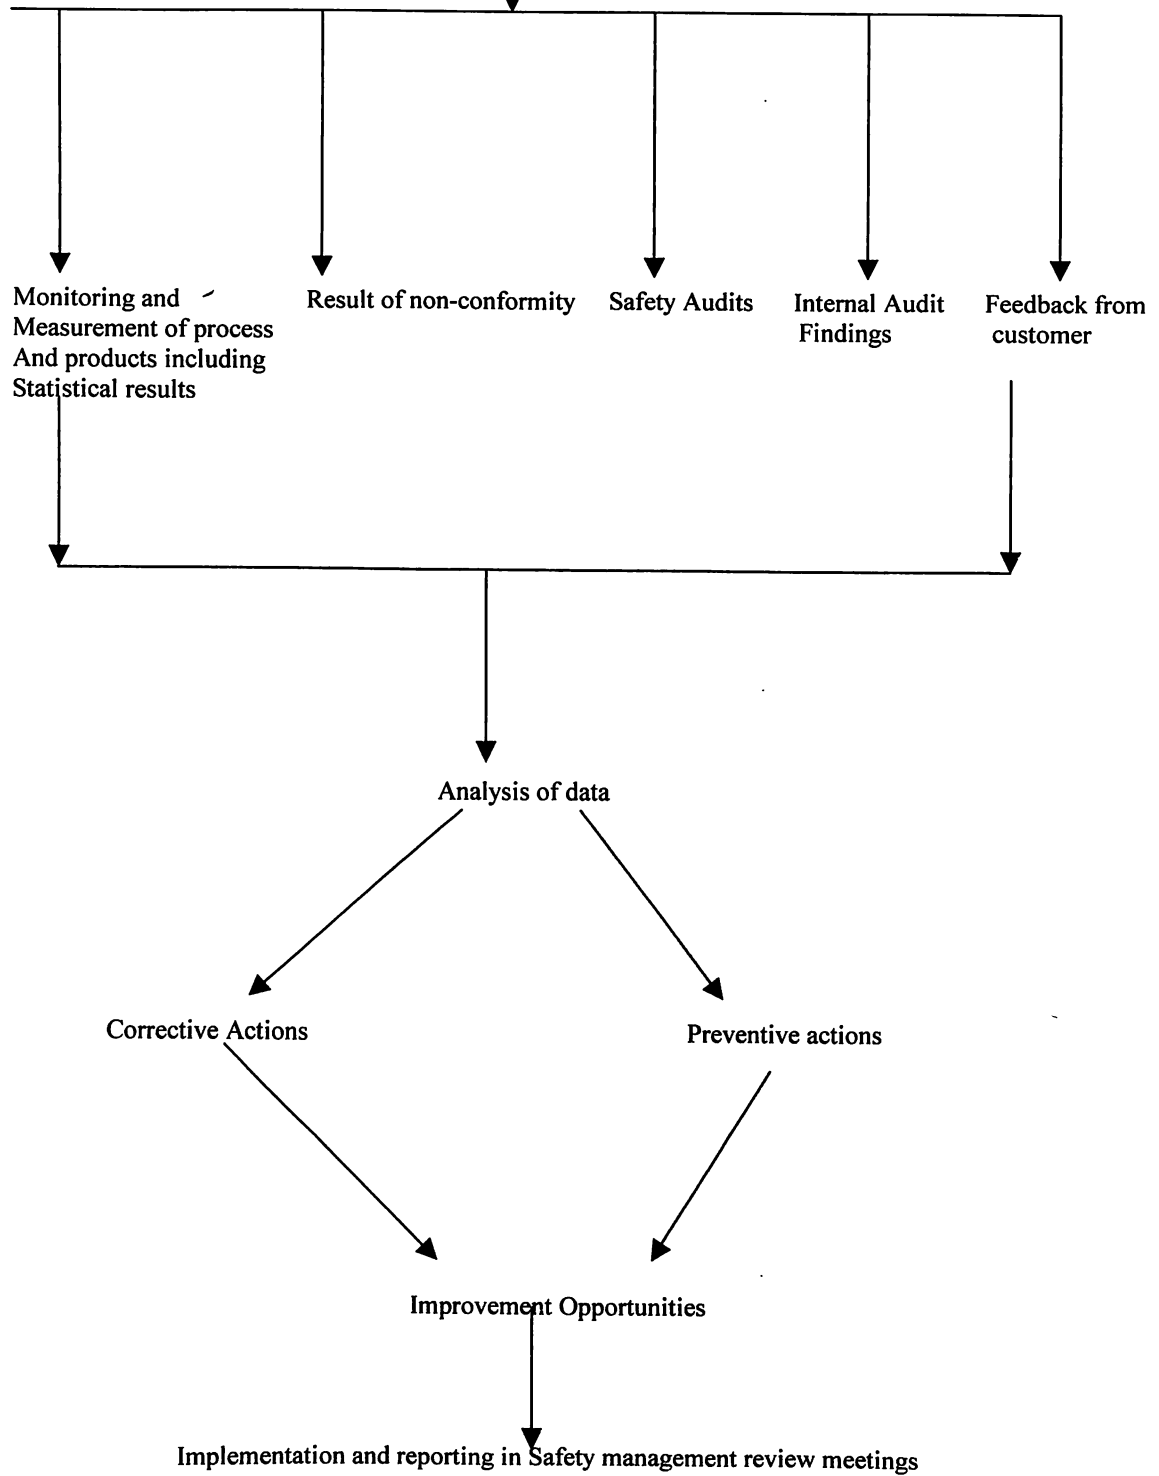 Monitoring and
Measurement of process
And products including
Statistical results
Result of non-conformity
Safety Audits
Internal Audit
Findings
Feedback from
customer
Analysis of data
Corrective Actions
Preventive actions
Improvement Opportunities
Implementation and reporting in Safety management review meetings